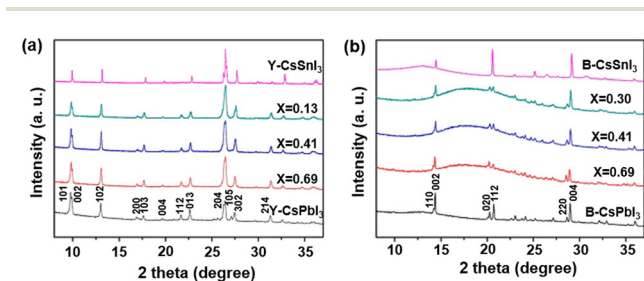 (a)
Y-CsSnI3
X=0.13
X=0.41
X=0.69
Y-CsPbI3
101
002
102
200
103
004
112
013
204
105
302
214
Intensity (a. u.)
10 15 20 25 30 35
2 theta (degree)
(b)
B-CsSnI3
X=0.30
X=0.41
X=0.69
B-CsPbI3
110
002
020
112
220
004
Intensity (a. u.)
10 15 20 25 30 35
2 theta (degree)